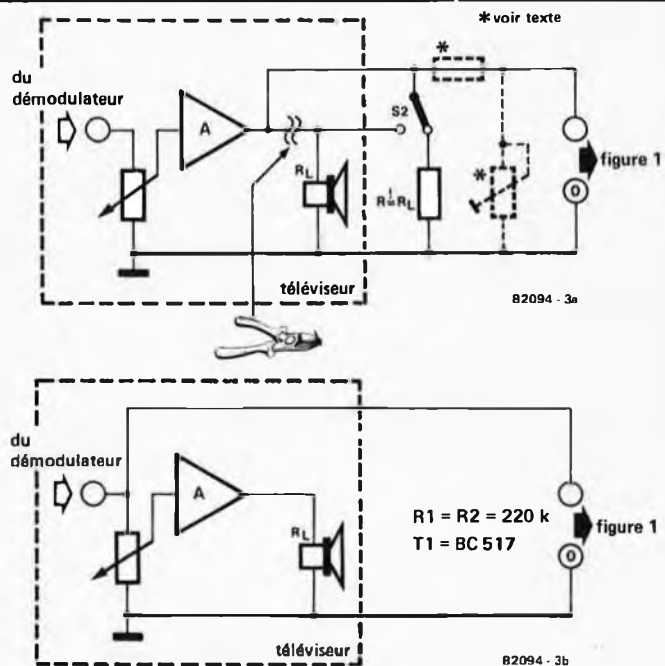 * voir texte
du
démodulateur
A
*
S2
RL
R = RL
*
figure 1
0
téléviseur
82094 - 3a
du
démodulateur
A
RL
R1 = R2 = 220 k
T1 = BC 517
figure 1
0
téléviseur
82094 - 3b